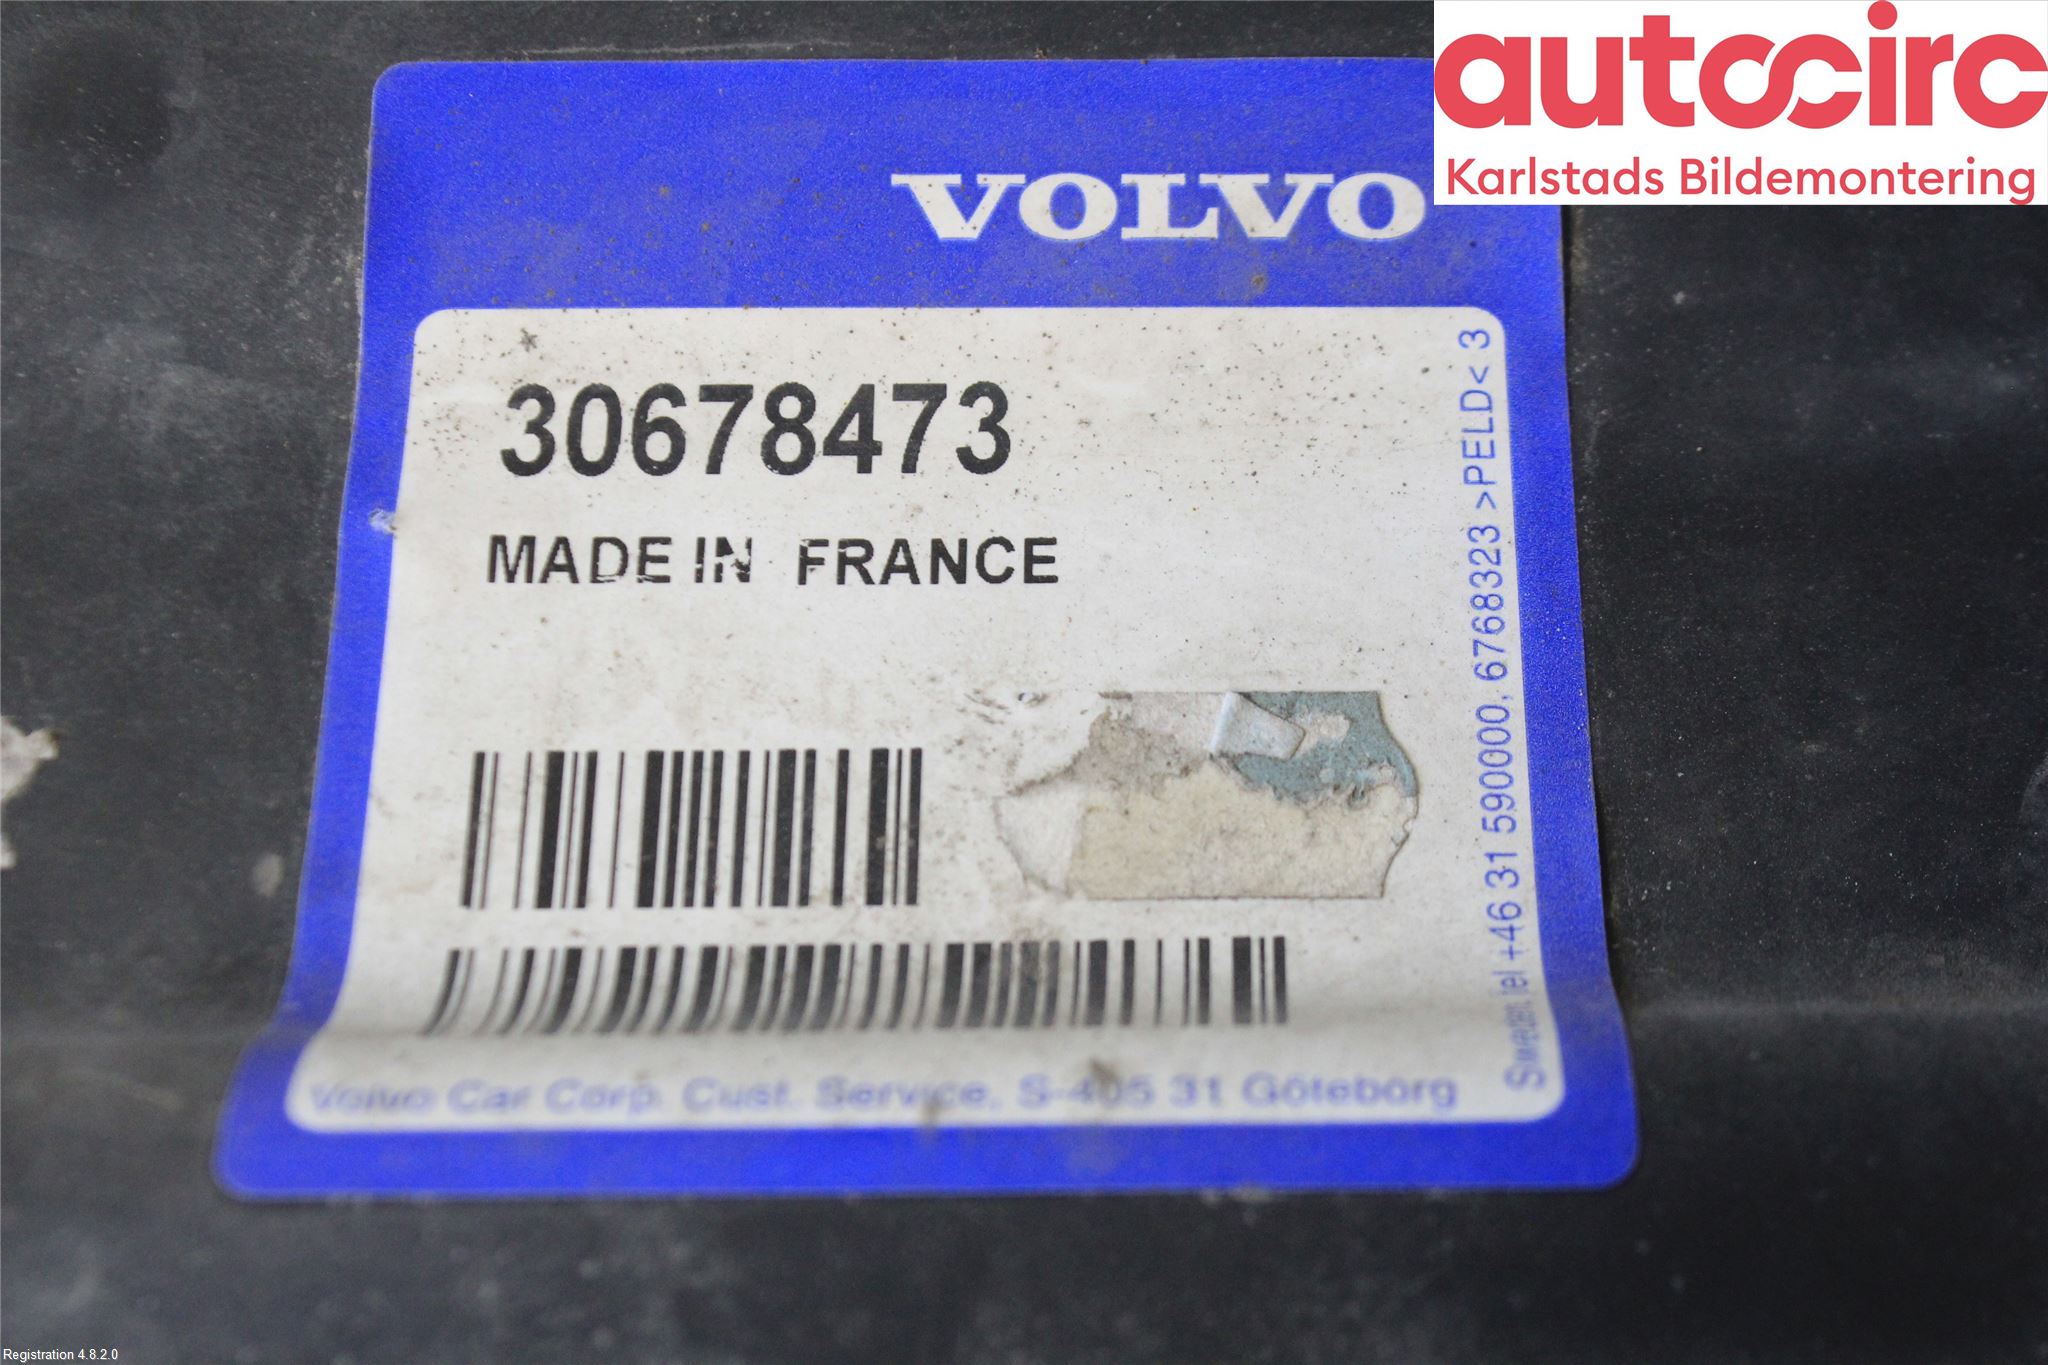 autocirc
Karlstads Bildemontering
VOLVO
30678473
MADE IN FRANCE
Volvo Car Corp. Cust. Service, S-405 31 Göteborg
Sweden, tel +46 31 590000, 6768323 >PELD< 3
Registration 4.8.2.0